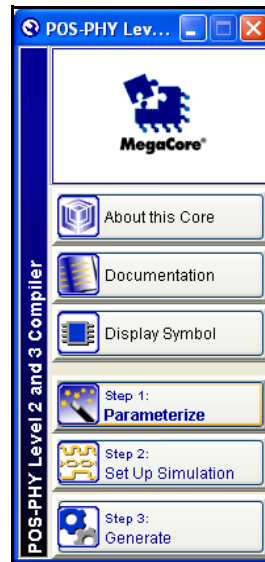 POS-PHY Lev...
MegaCore®
About this Core
Documentation
Display Symbol
Step 1:
Parameterize
Step 2:
Set Up Simulation
Step 3:
Generate
POS-PHY Level 2 and 3 Compiler